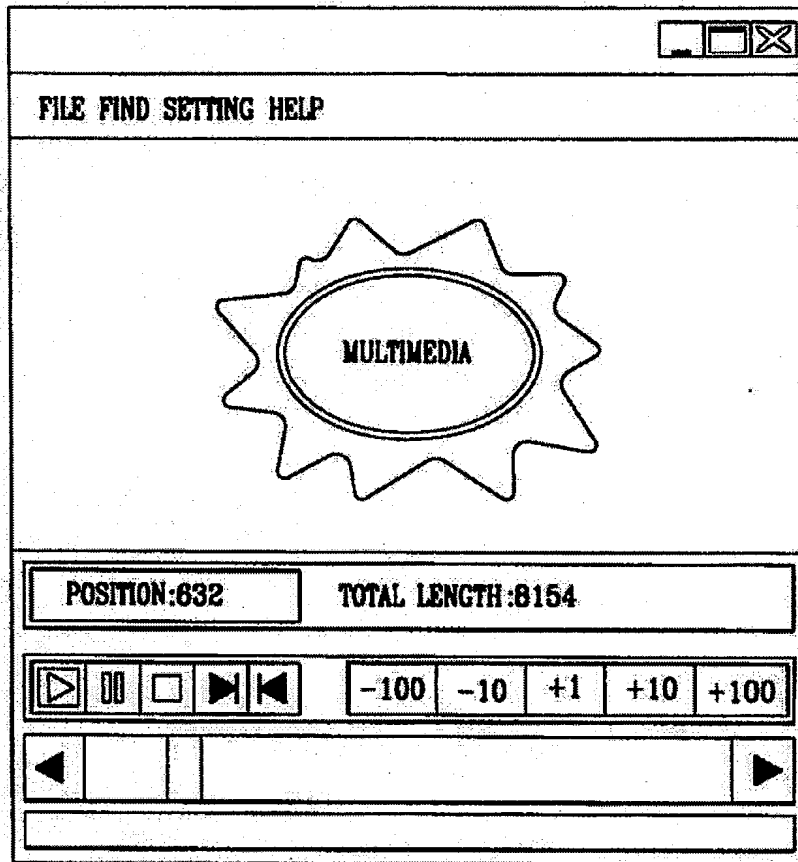 FILE FIND SETTING HELP
MULTIMEDIA
POSITION:632 TOTAL LENGTH:8154
-100 -10 +1 +10 +100